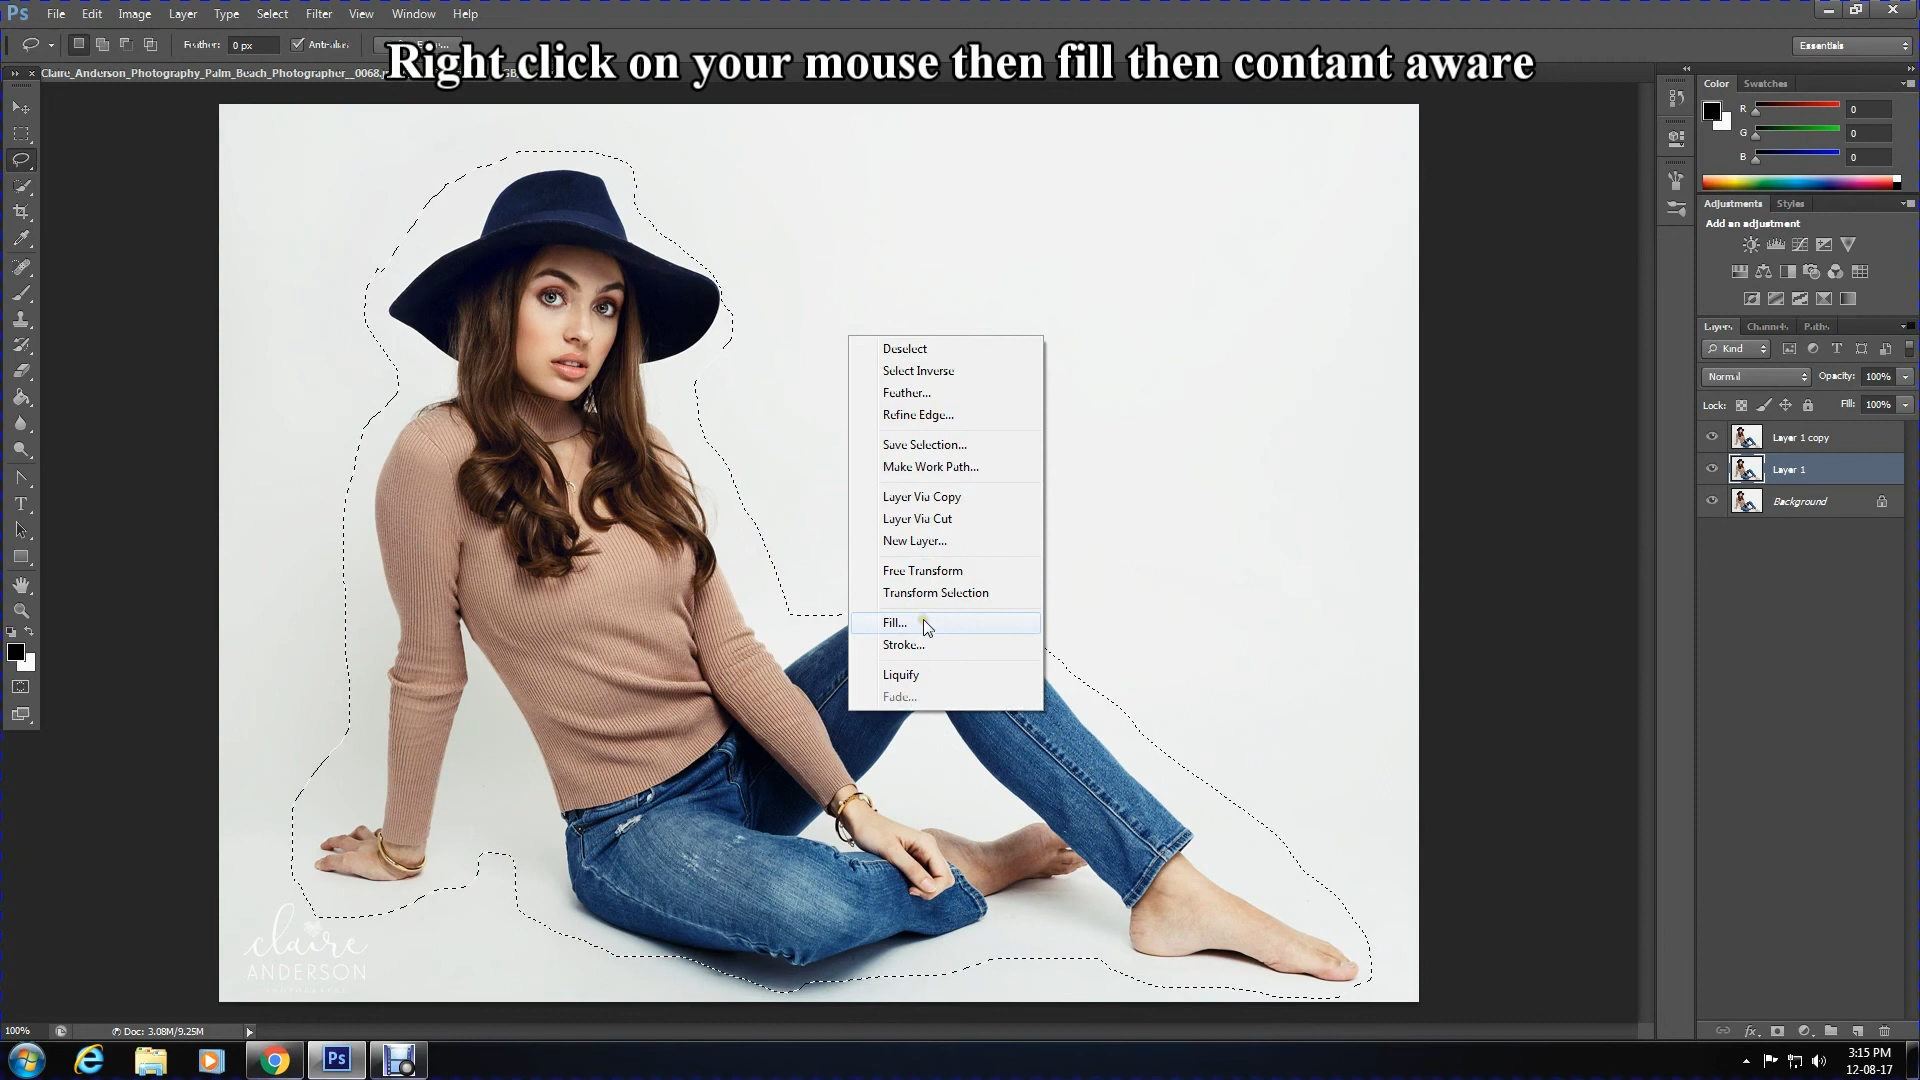 Ps File Edit Image Layer Type Select Filter View Window Help
Feather: 0 px Anti-alias
Essentials
Right click on your mouse then fill then contant aware
Claire_Anderson_Photography_Palm_Beach_Photographer__0068.
Color Swatches
R 0
G 0
B 0
Adjustments Styles
Add an adjustment
Layers Channels Paths
Kind
Normal Opacity: 100%
Lock: Fill: 100%
Layer 1 copy
Layer 1
Background
Deselect
Select Inverse
Feather...
Refine Edge...
Save Selection...
Make Work Path...
Layer Via Copy
Layer Via Cut
New Layer...
Free Transform
Transform Selection
Fill...
Stroke...
Liquify
Fade...
claire
ANDERSON
100% Doc: 3.08M/9.25M
Ps
3:15 PM
12-08-17